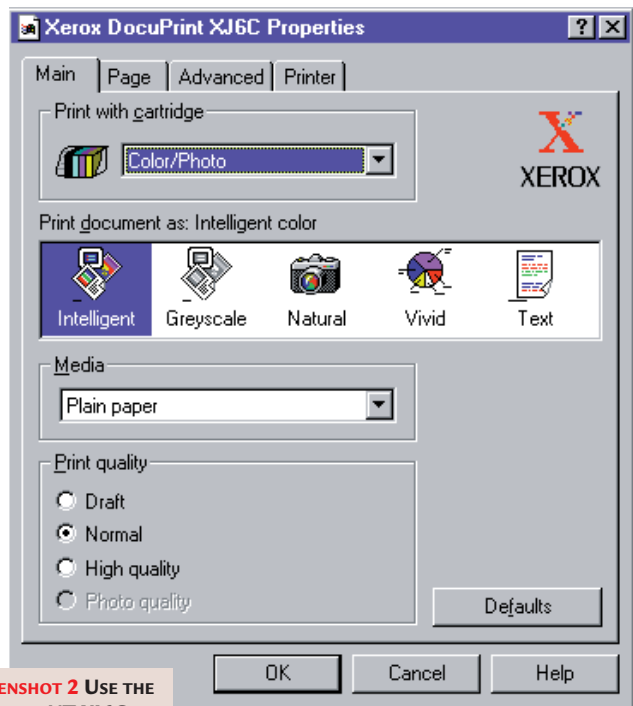 Xerox DocuPrint XJ6C Properties
Main Page Advanced Printer
Print with cartridge
Color/Photo
XEROX
Print document as: Intelligent color
Intelligent Greyscale Natural Vivid Text
Media
Plain paper
Print quality
Draft
Normal
High quality
Photo quality
Defaults
OK Cancel Help
ENSHOT 2 USE THE